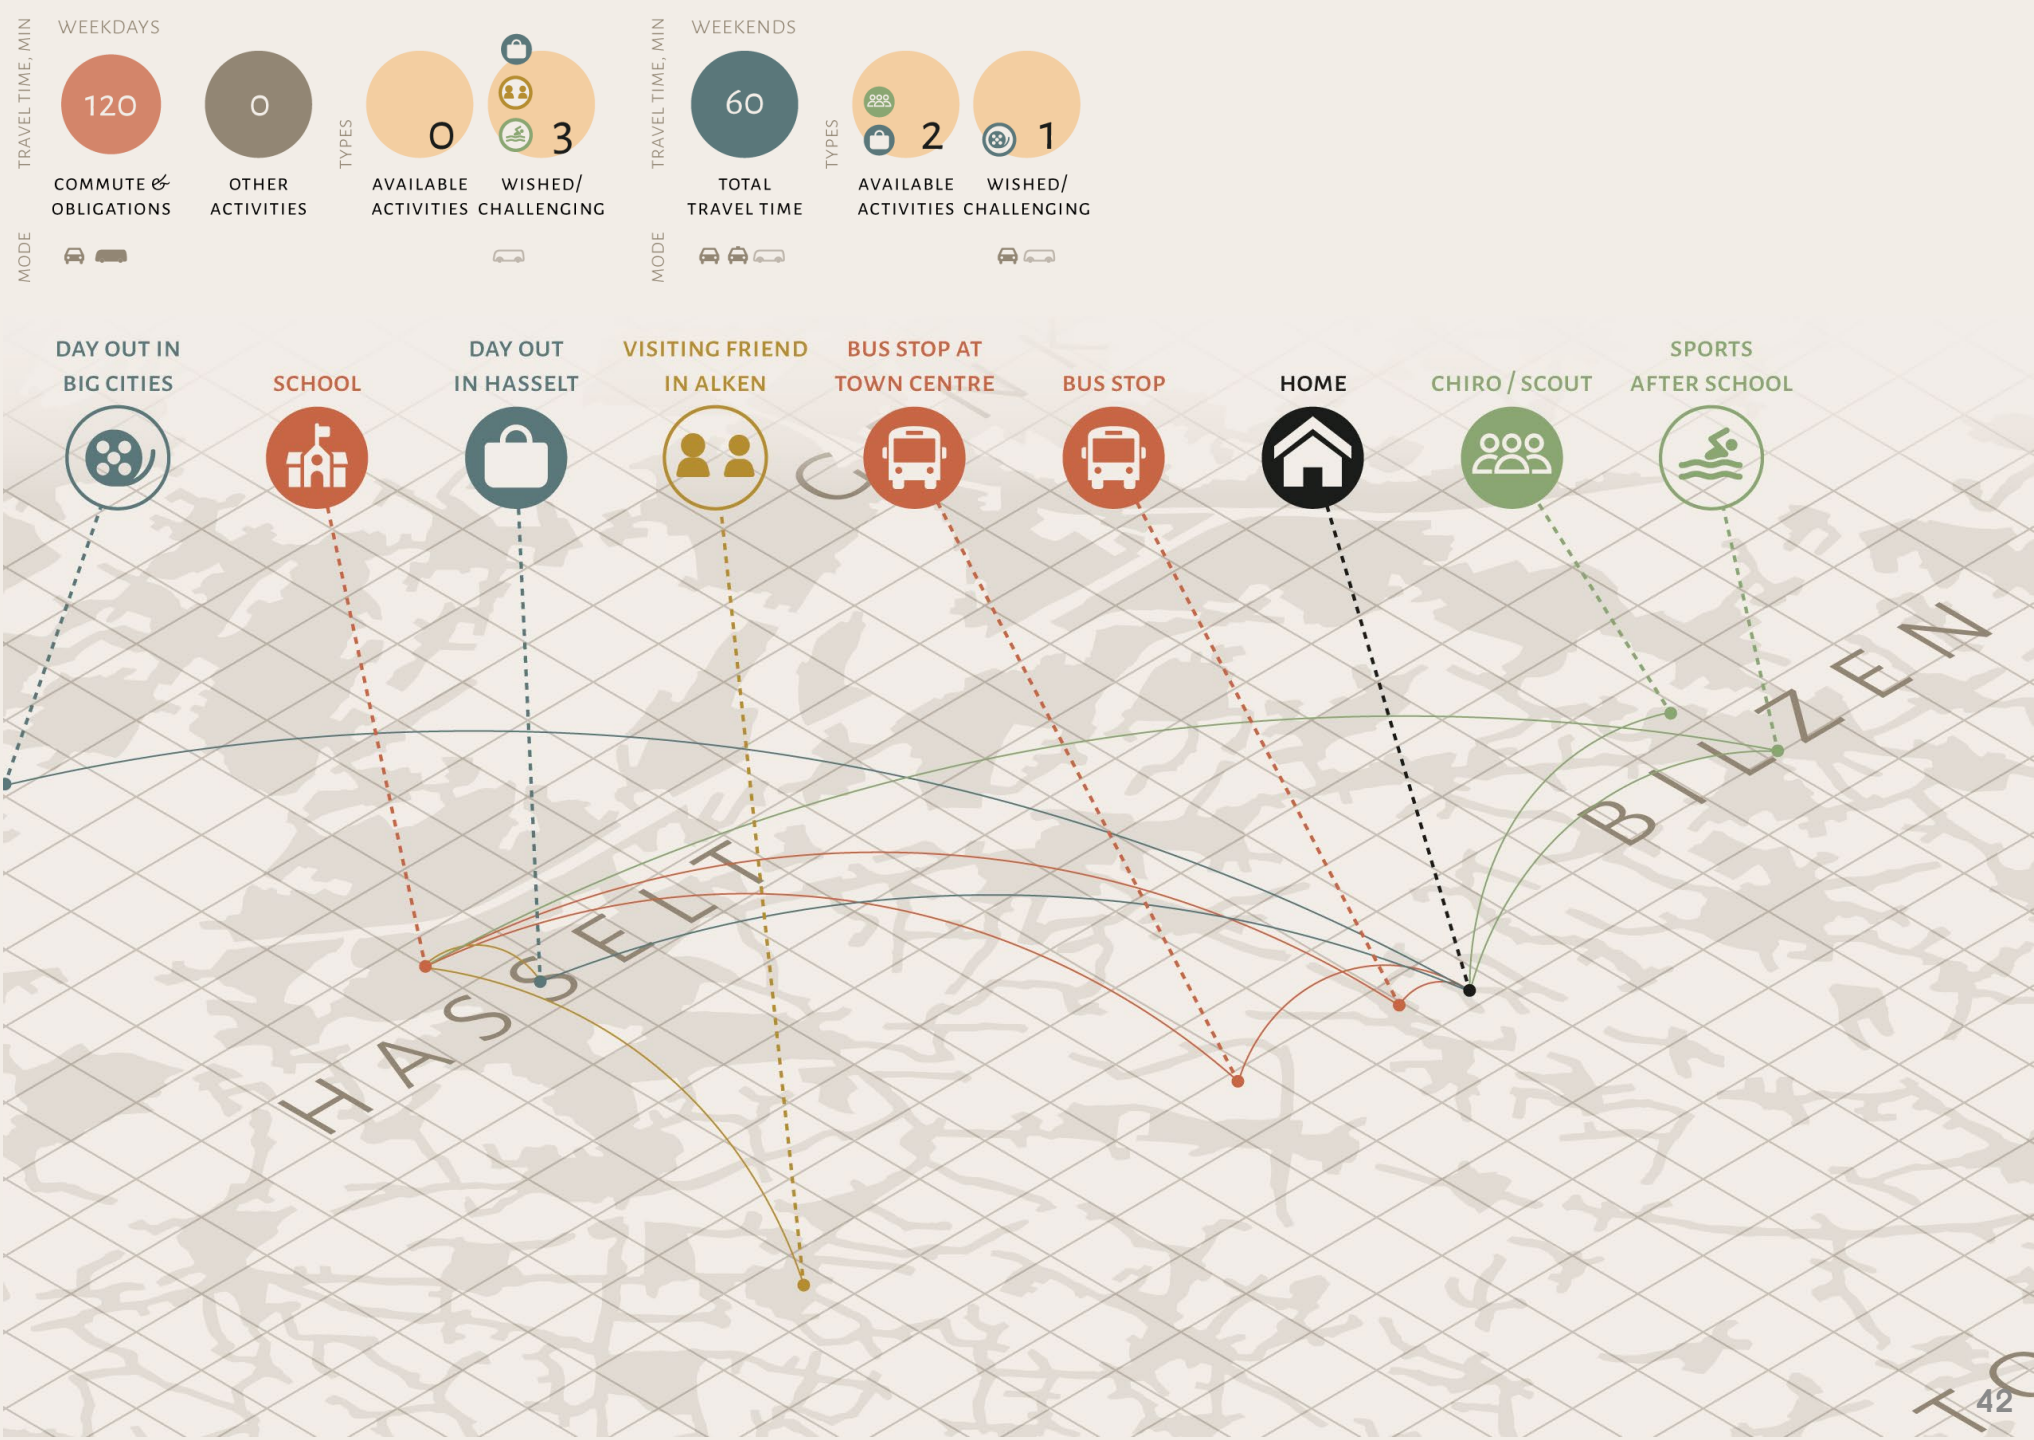 WEEKDAYS
TRAVEL TIME, MIN
120
0
TYPES
0
3
COMMUTE & OBLIGATIONS
OTHER ACTIVITIES
AVAILABLE ACTIVITIES
WISHED/ CHALLENGING
MODE
WEEKENDS
TRAVEL TIME, MIN
60
TYPES
2
1
TOTAL TRAVEL TIME
AVAILABLE ACTIVITIES
WISHED/ CHALLENGING
MODE
DAY OUT IN BIG CITIES
SCHOOL
DAY OUT IN HASSELT
VISITING FRIEND IN ALKEN
BUS STOP AT TOWN CENTRE
BUS STOP
HOME
CHIRO / SCOUT
SPORTS AFTER SCHOOL
BILZEN
HASSELT
TO
42